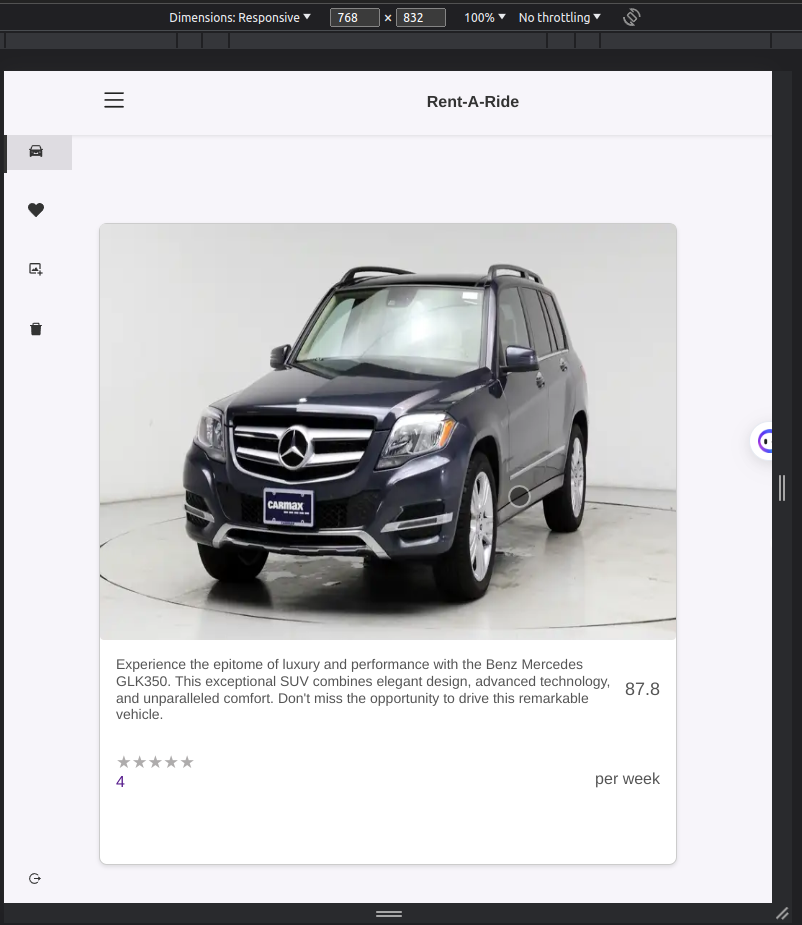 Dimensions: Responsive 768 × 832 100% No throttling
Rent-A-Ride
CARMAX
Experience the epitome of luxury and performance with the Benz Mercedes
GLK350. This exceptional SUV combines elegant design, advanced technology,
and unparalleled comfort. Don't miss the opportunity to drive this remarkable
vehicle.
87.8
★★★★★
4
per week